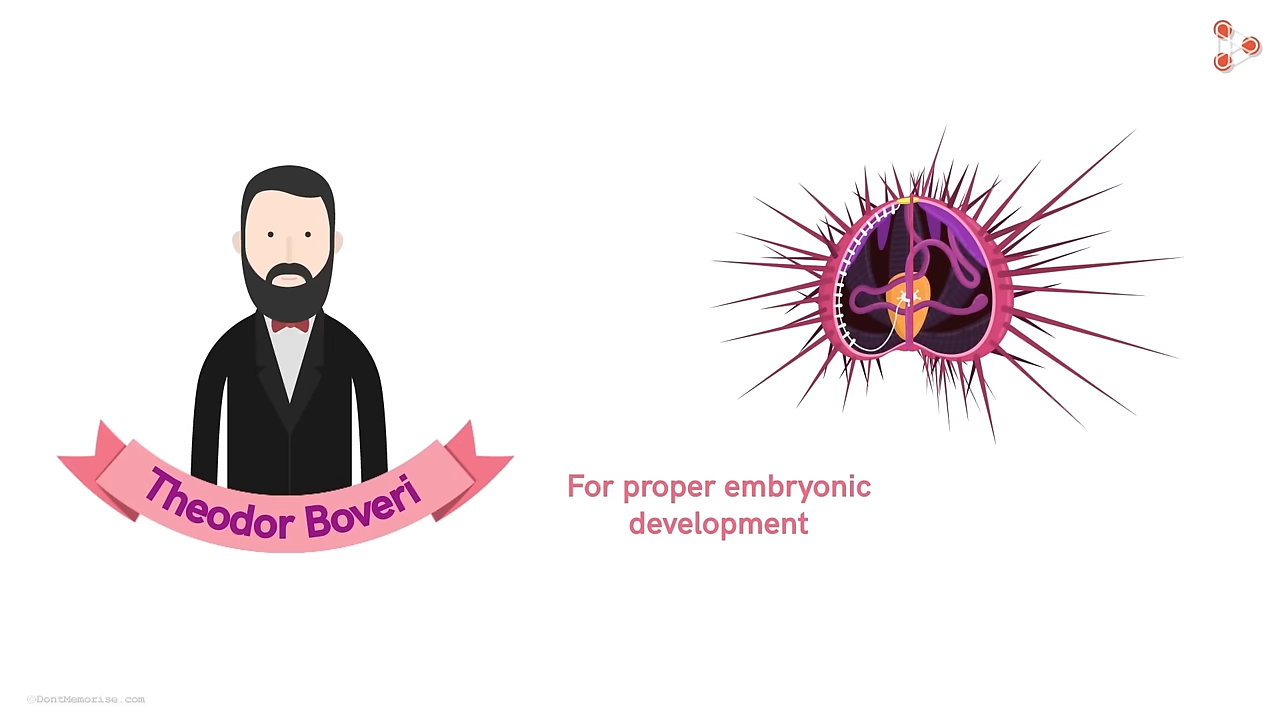 Theodor Boveri
For proper embryonic
development
©DontMemorise.com